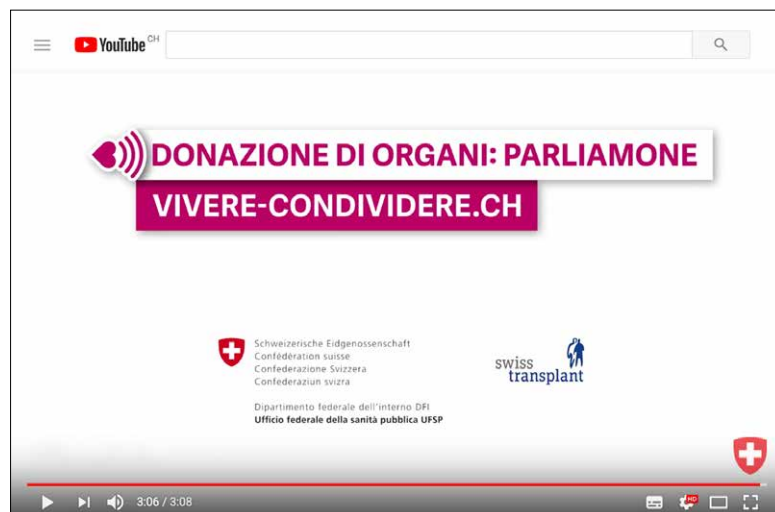 YouTube CH
DONAZIONE DI ORGANI: PARLIAMONE
VIVERE-CONDIVIDERE.CH
Schweizerische Eidgenossenschaft
Confédération suisse
Confederazione Svizzera
Confederaziun svizra
Dipartimento federale dell'interno DFI
Ufficio federale della sanità pubblica UFSP
swiss
transplant
3:06 / 3:08
HD